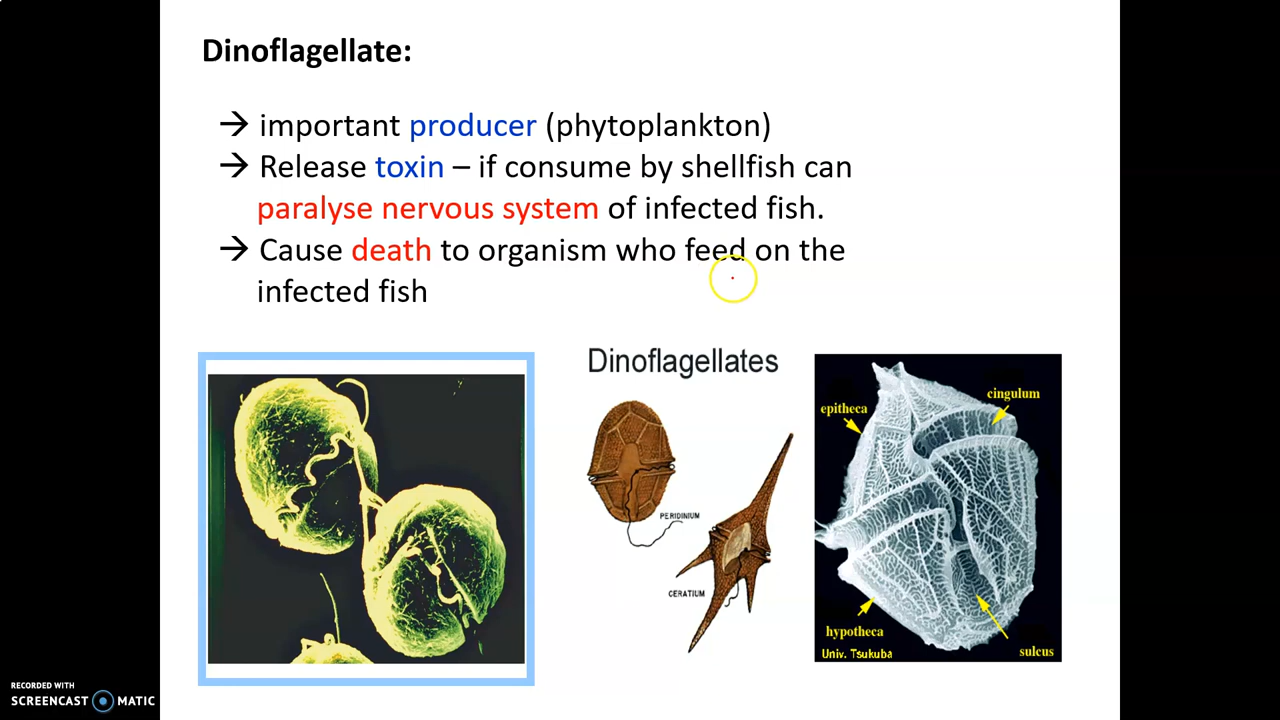 Dinoflagellate:
→ important producer (phytoplankton)
→ Release toxin – if consume by shellfish can
paralyse nervous system of infected fish.
→ Cause death to organism who feed on the
infected fish
Dinoflagellates
PERIDINIUM
CERATIUM
cingulum
epitheca
hypotheca
sulcus
Univ. Tsukuba
RECORDED WITH
SCREENCAST MATIC